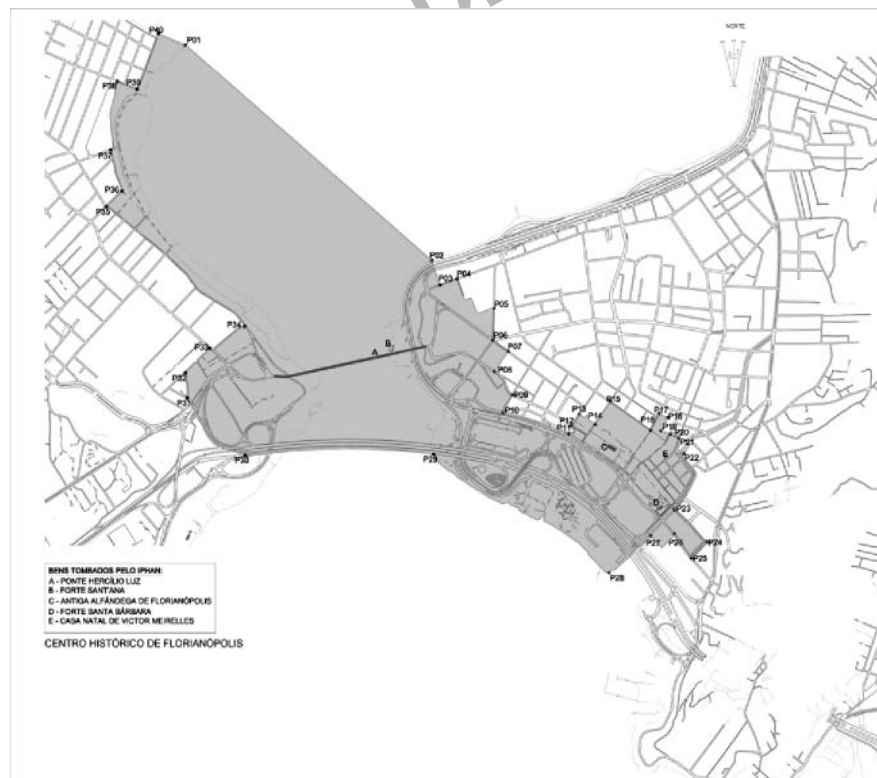 NORTE
P40
P01
P38
P39
P37
P36
P35
P02
P03
P04
P05
P06
P07
P08
P09
P10
P34
P33
P32
P31
P30
P29
A
B
P15
P13
P14
P12
P11
P17
P16
P20
P21
P22
C
E
D
P23
P24
P25
P26
P27
P28
BENS TOMBADOS PELO IPHAN:
A - PONTE HERCÍLIO LUZ
B - FORTE SANT'ANA
C - ANTIGA ALFÂNDEGA DE FLORIANÓPOLIS
D - FORTE SANTA BÁRBARA
E - CASA NATAL DE VICTOR MEIRELLES
CENTRO HISTÓRICO DE FLORIANÓPOLIS